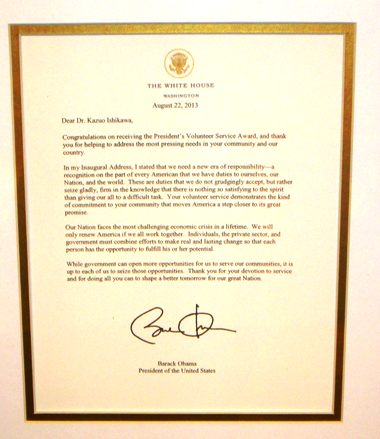 THE WHITE HOUSE
WASHINGTON
August 22, 2013
Dear Dr. Kazuo Ishikawa,
Congratulations on receiving the President's Volunteer Service Award, and thank
you for helping to address the most pressing needs in your community and our
country.
In my Inaugural Address, I stated that we need a new era of responsibility—a
recognition on the part of every American that we have duties to ourselves, our
Nation, and the world. These are duties that we do not grudgingly accept, but rather
seize gladly, firm in the knowledge that there is nothing so satisfying to the spirit
than giving our all to a difficult task. Your volunteer service demonstrates the kind
of commitment to your community that moves America a step closer to its great
promise.
Our Nation faces the most challenging economic crisis in a lifetime. We will
only renew America if we all work together. Individuals, the private sector, and
government must combine efforts to make real and lasting change so that each
person has the opportunity to fulfill his or her potential.
While government can open more opportunities for us to serve our communities, it is
up to each of us to seize those opportunities. Thank you for your devotion to service
and for doing all you can to shape a better tomorrow for our great Nation.
Barack Obama
President of the United States